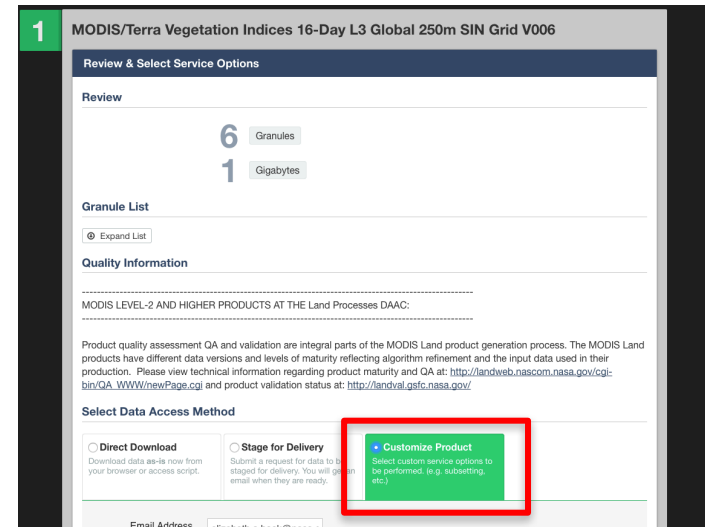 1
MODIS/Terra Vegetation Indices 16-Day L3 Global 250m SIN Grid V006
Review & Select Service Options
Review
6 Granules
1 Gigabytes
Granule List
Expand List
Quality Information
--------------------------------------------------------------------------------------------------------
MODIS LEVEL-2 AND HIGHER PRODUCTS AT THE Land Processes DAAC:
--------------------------------------------------------------------------------------------------------
Product quality assessment QA and validation are integral parts of the MODIS Land product generation process. The MODIS Land
products have different data versions and levels of maturity reflecting algorithm refinement and the input data used in their
production. Please view technical information regarding product maturity and QA at: http://landweb.nascom.nasa.gov/cgi-
bin/QA_WWW/newPage.cgi and product validation status at: http://landval.gsfc.nasa.gov/
Select Data Access Method
Direct Download
Download data as-is now from
your browser or access script.
Stage for Delivery
Submit a request for data to be
staged for delivery. You will get an
email when they are ready.
Customize Product
Select custom service options to
be performed. (e.g. subsetting,
etc.)
Email Address